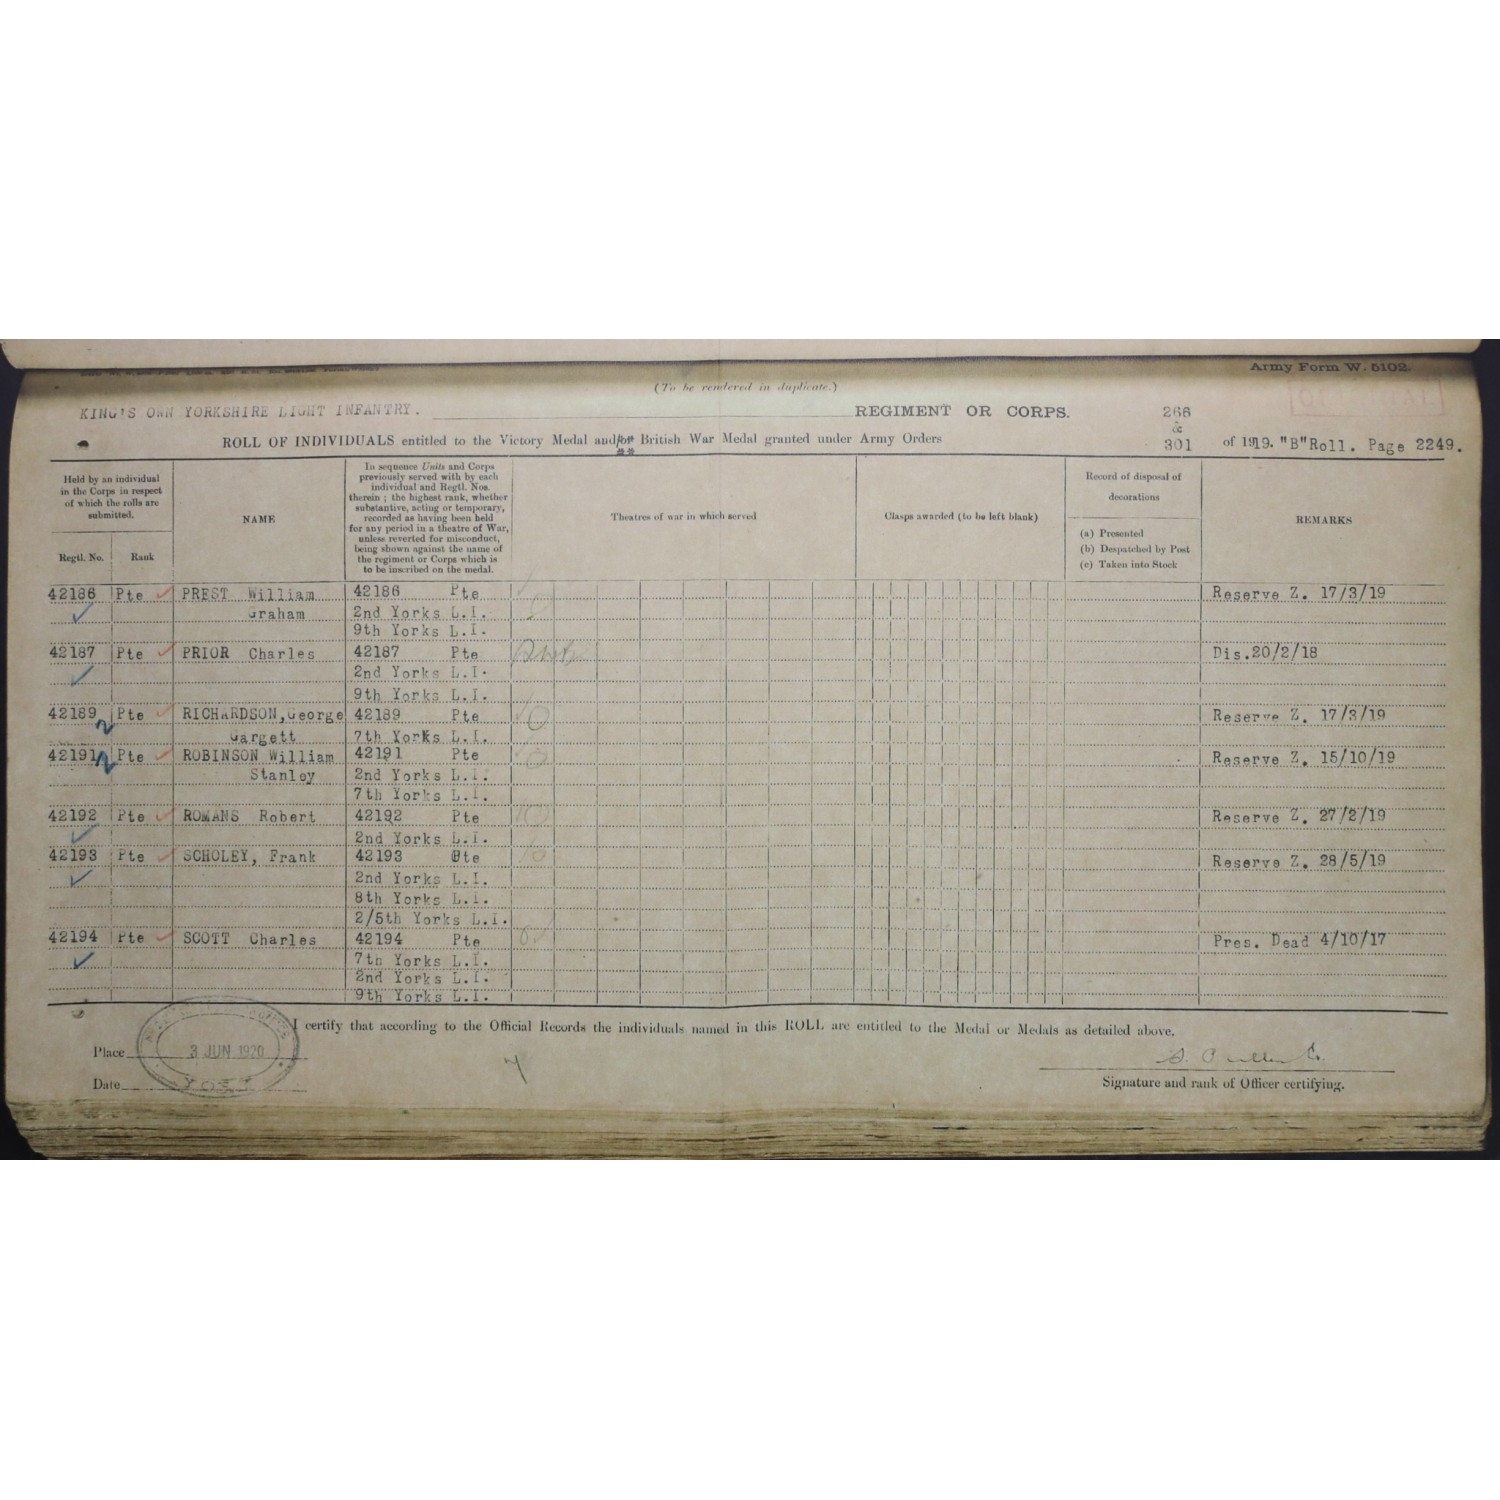 Army Form W. 5102.
(To be rendered in duplicate.)
KING'S OWN YORKSHIRE LIGHT INFANTRY. REGIMENT OR CORPS. 266
&
ROLL OF INDIVIDUALS entitled to the Victory Medal and/or British War Medal granted under Army Orders 301 of 1919. "B"Roll. Page 2249.
Held by an individual
in the Corps in respect
of which the rolls are
submitted.
Regtl. No. Rank
NAME
In sequence Units and Corps
previously served with by each
individual and Regtl. Nos.
therein ; the highest rank, whether
substantive, acting or temporary,
recorded as having been held
for any period in a theatre of War,
unless reverted for misconduct,
being shown against the name of
the regiment or Corps which is
to be inscribed on the medal.
Theatres of war in which served
Clasps awarded (to be left blank)
Record of disposal of
decorations
(a) Presented
(b) Despatched by Post
(c) Taken into Stock
REMARKS
42186 Pte PREST William 42186 Pte Reserve Z. 17/3/19
Graham 2nd Yorks L.I.
9th Yorks L.I.
42187 Pte PRIOR Charles 42187 Pte Dis.20/2/18
2nd Yorks L.I.
9th Yorks L.I.
42189 Pte RICHARDSON,George 42189 Pte Reserve Z. 17/3/19
2 Gargett 7th Yorks L.I.
42191 2 Pte ROBINSON William 42191 Pte Reserve Z. 15/10/19
Stanley 2nd Yorks L.I.
7th Yorks L.I.
42192 Pte ROMANS Robert 42192 Pte Reserve Z. 27/2/19
2nd Yorks L.I.
42193 Pte SCHOLEY, Frank 42193 Pte Reserve Z. 28/5/19
2nd Yorks L.I.
8th Yorks L.I.
2/5th Yorks L.I.
42194 Pte SCOTT Charles 42194 Pte Pres. Dead 4/10/17
7th Yorks L.I.
2nd Yorks L.I.
9th Yorks L.I.
I certify that according to the Official Records the individuals named in this ROLL are entitled to the Medal or Medals as detailed above.
Place 3 JUN 1920
Date YORK
Signature and rank of Officer certifying.